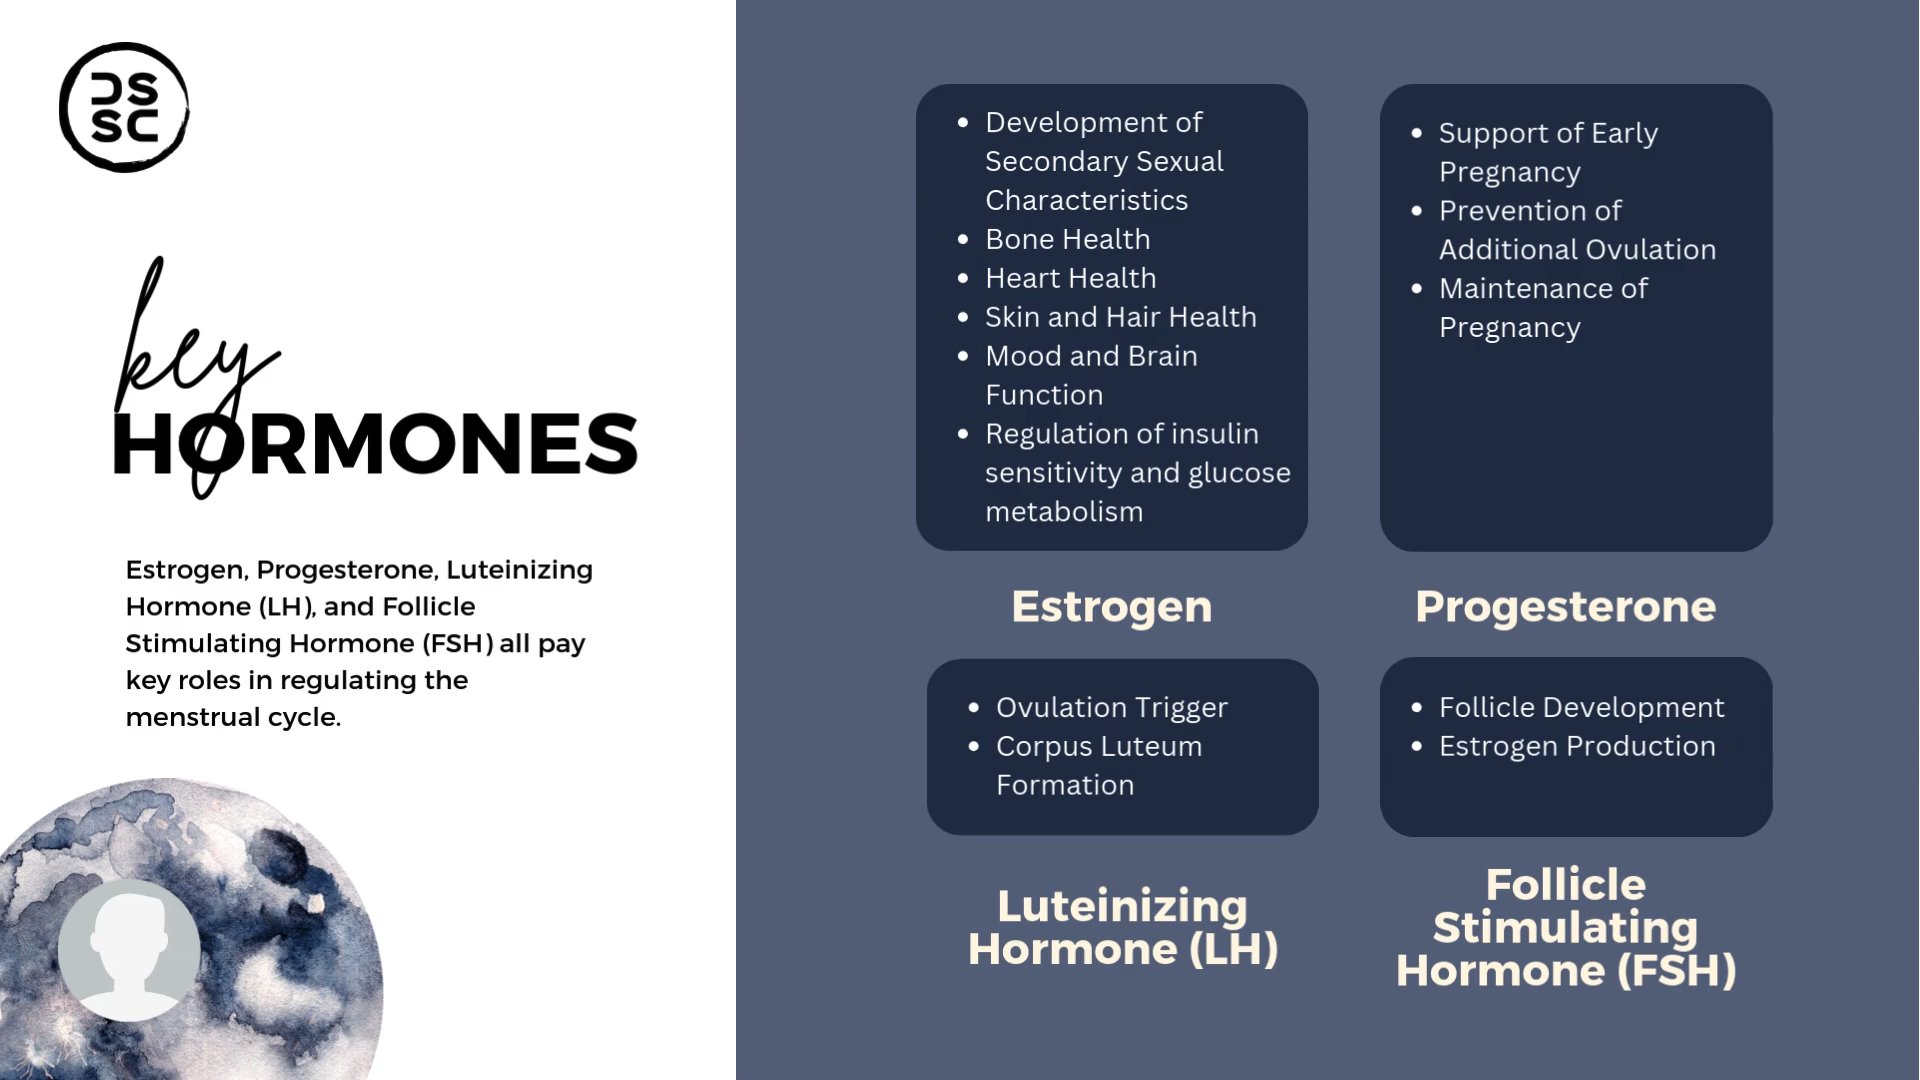 DS
SC
key
HORMONES
Estrogen, Progesterone, Luteinizing
Hormone (LH), and Follicle
Stimulating Hormone (FSH) all pay
key roles in regulating the
menstrual cycle.
• Development of
Secondary Sexual
Characteristics
• Bone Health
• Heart Health
• Skin and Hair Health
• Mood and Brain
Function
• Regulation of insulin
sensitivity and glucose
metabolism
Estrogen
• Support of Early
Pregnancy
• Prevention of
Additional Ovulation
• Maintenance of
Pregnancy
Progesterone
• Ovulation Trigger
• Corpus Luteum
Formation
Luteinizing
Hormone (LH)
• Follicle Development
• Estrogen Production
Follicle
Stimulating
Hormone (FSH)